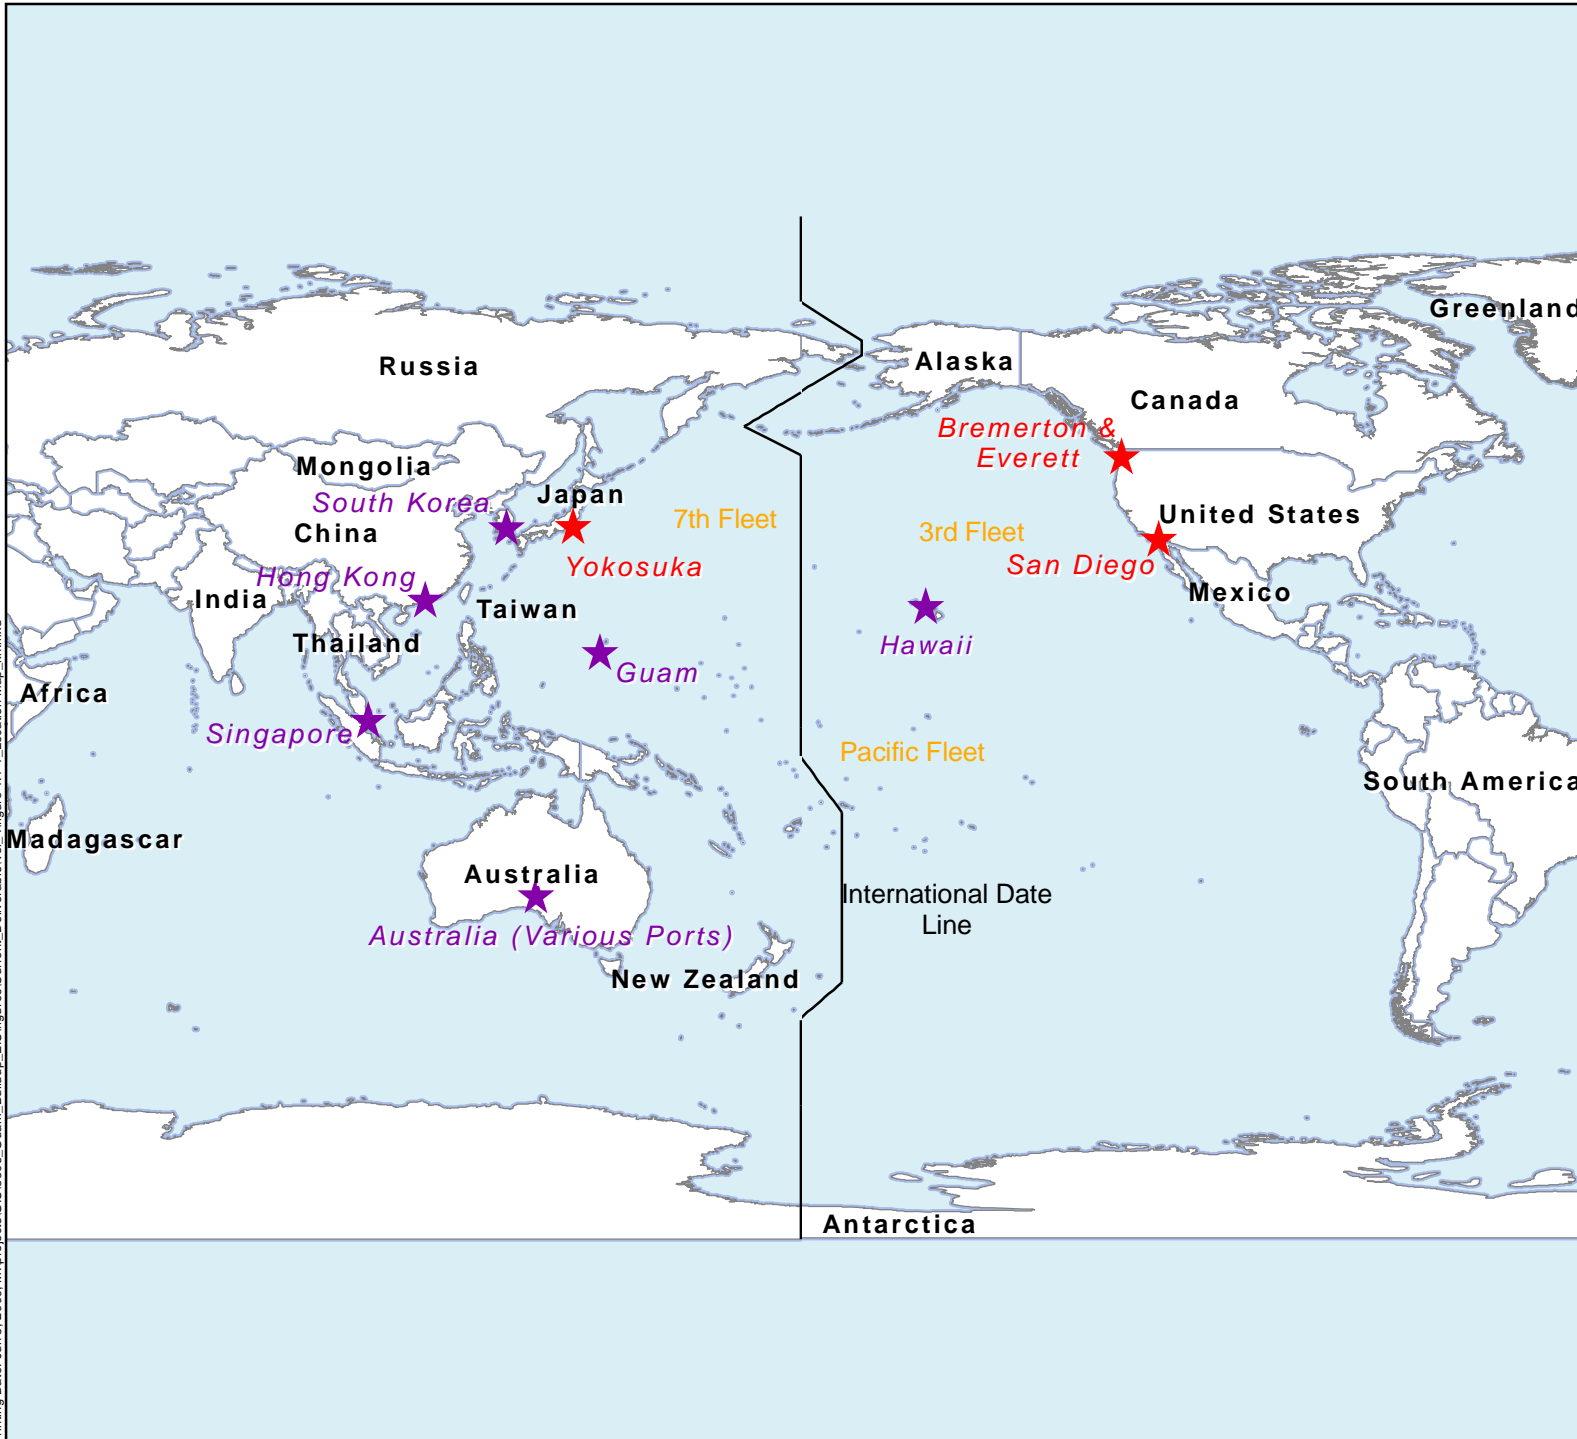 Greenland
Russia
Alaska
Canada
Bremerton &
Everett
Mongolia
South Korea
Japan
7th Fleet
3rd Fleet
United States
China
Yokosuka
San Diego
Hong Kong
India
Taiwan
Mexico
Thailand
Hawaii
Guam
Africa
Singapore
Pacific Fleet
South America
Madagascar
Australia
International Date
Line
Australia (Various Ports)
New Zealand
Antarctica